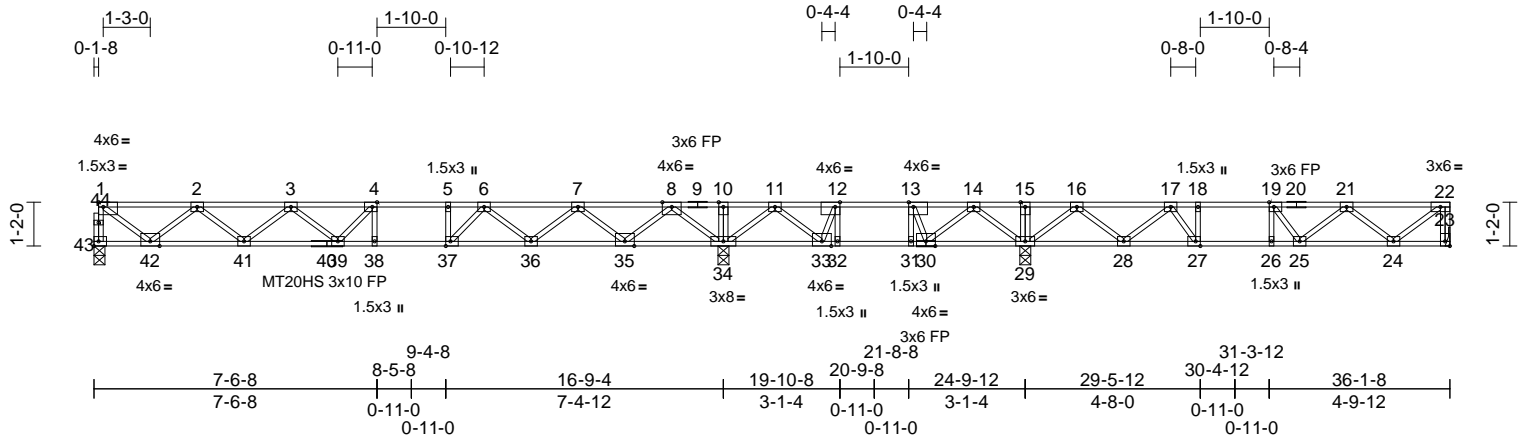 1-3-0 1-10-0 0-4-4 0-4-4 1-10-0
0-1-8 0-11-0 0-10-12 1-10-0 0-8-0 0-8-4
3x6 FP
4x6= 4x6= 4x6= 4x6= 3x6=
1.5x3= 1.5x3 II 1.5x3 II 3x6 FP
1 2 3 4 5 6 7 8 9 10 11 12 13 14 15 16 17 18 19 20 21 22
44 23
1-2-0 1-2-0
43 42 41 40 39 38 37 36 35 34 33 32 31 30 29 28 27 26 25 24
4x6= MT20HS 3x10 FP 4x6= 3x8= 4x6= 1.5x3 II 3x6= 1.5x3 II
1.5x3 II 1.5x3 II 4x6=
3x6 FP
9-4-8 21-8-8 31-3-12
8-5-8 20-9-8 30-4-12
7-6-8 16-9-4 19-10-8 24-9-12 29-5-12 36-1-8
7-6-8 7-4-12 3-1-4 3-1-4 4-8-0 4-9-12
0-11-0 0-11-0 0-11-0
0-11-0 0-11-0 0-11-0